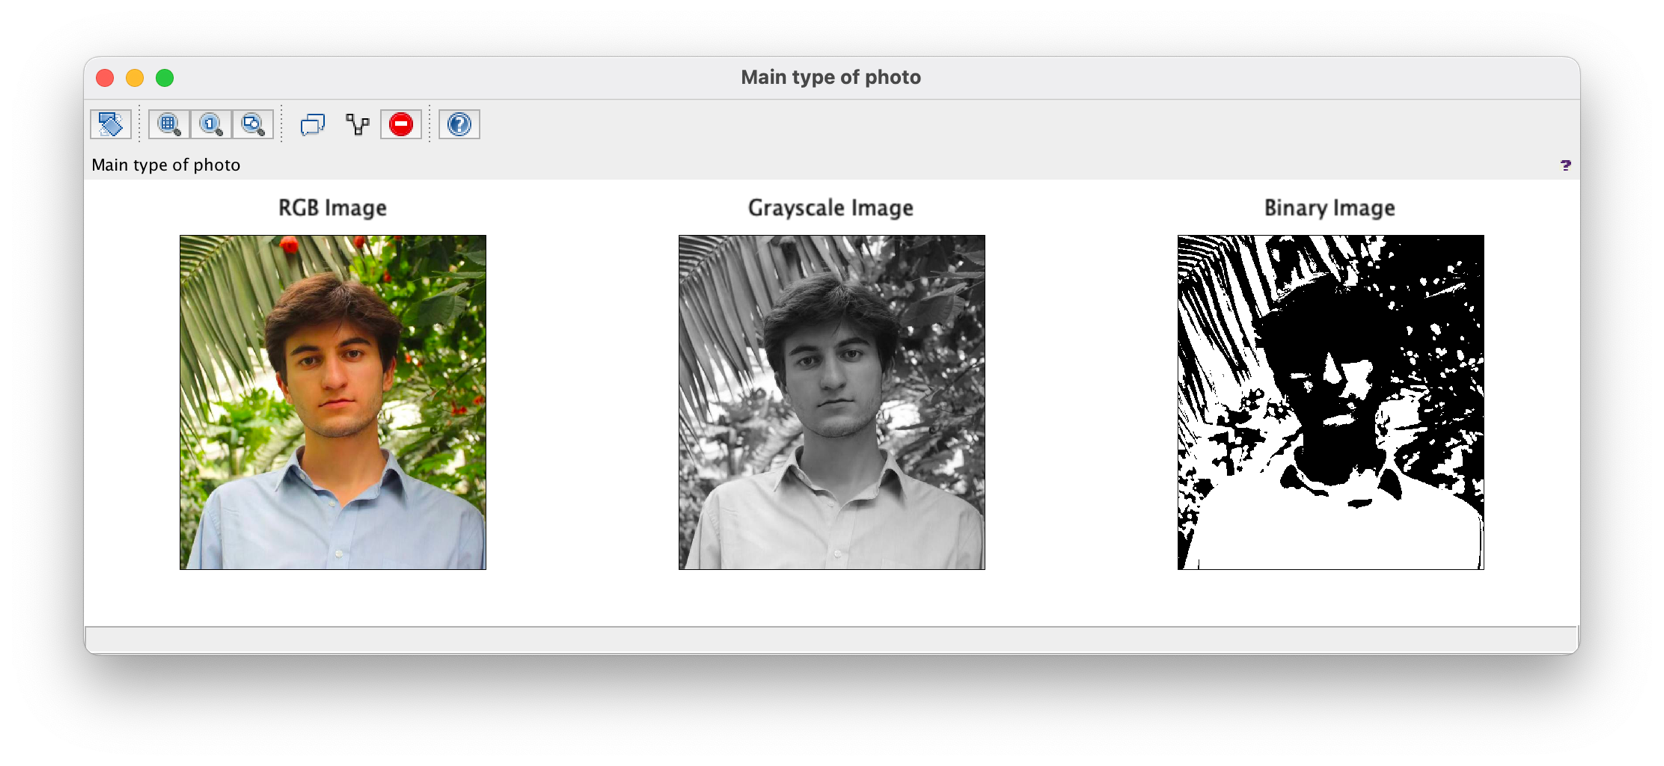 Main type of photo
Main type of photo
?
RGB Image
Grayscale Image
Binary Image